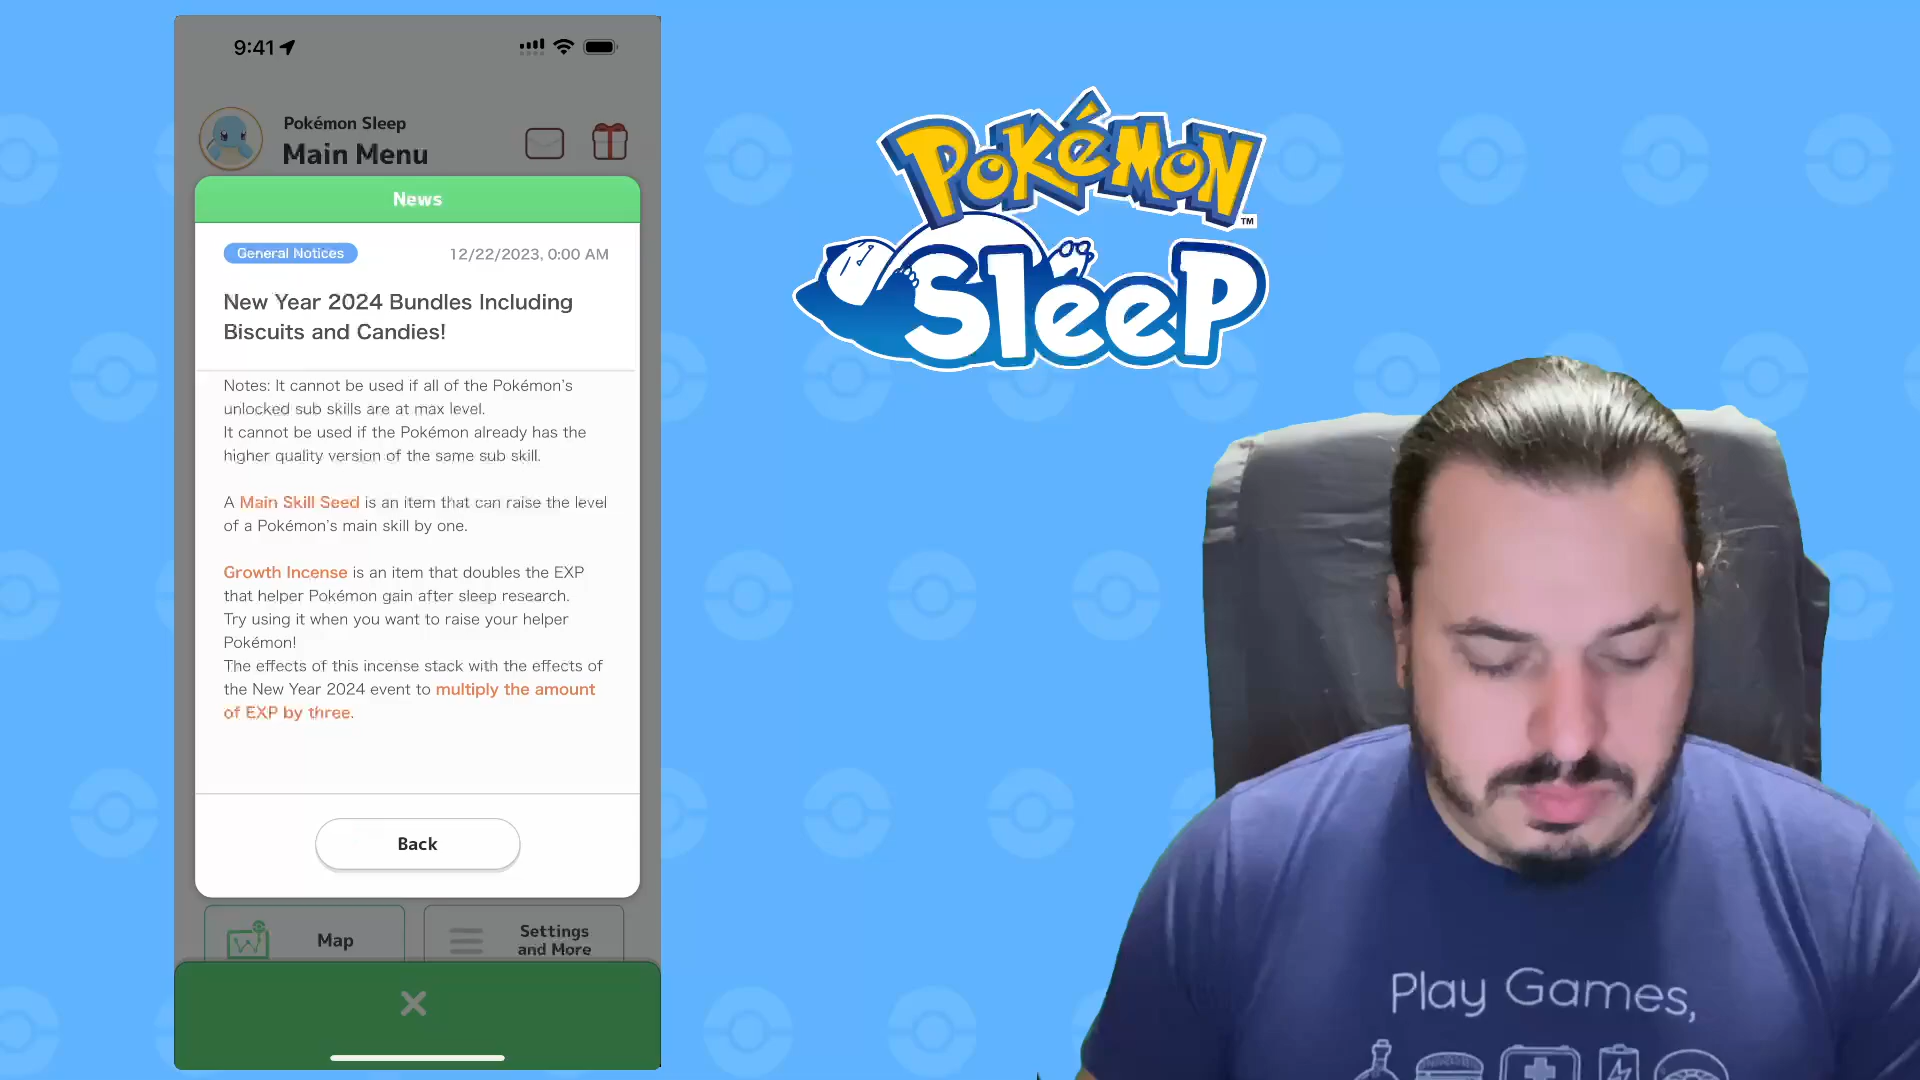 9:41
Pokémon Sleep
Main Menu
News
General Notices
12/22/2023, 0:00 AM
New Year 2024 Bundles Including
Biscuits and Candies!
Notes: It cannot be used if all of the Pokémon's
unlocked sub skills are at max level.
It cannot be used if the Pokémon already has the
higher quality version of the same sub skill.
A Main Skill Seed is an item that can raise the level
of a Pokémon's main skill by one.
Growth Incense is an item that doubles the EXP
that helper Pokémon gain after sleep research.
Try using it when you want to raise your helper
Pokémon!
The effects of this incense stack with the effects of
the New Year 2024 event to multiply the amount
of EXP by three.
Back
Map
Settings
and More
POKéMON
TM
SleeP
Play Games,